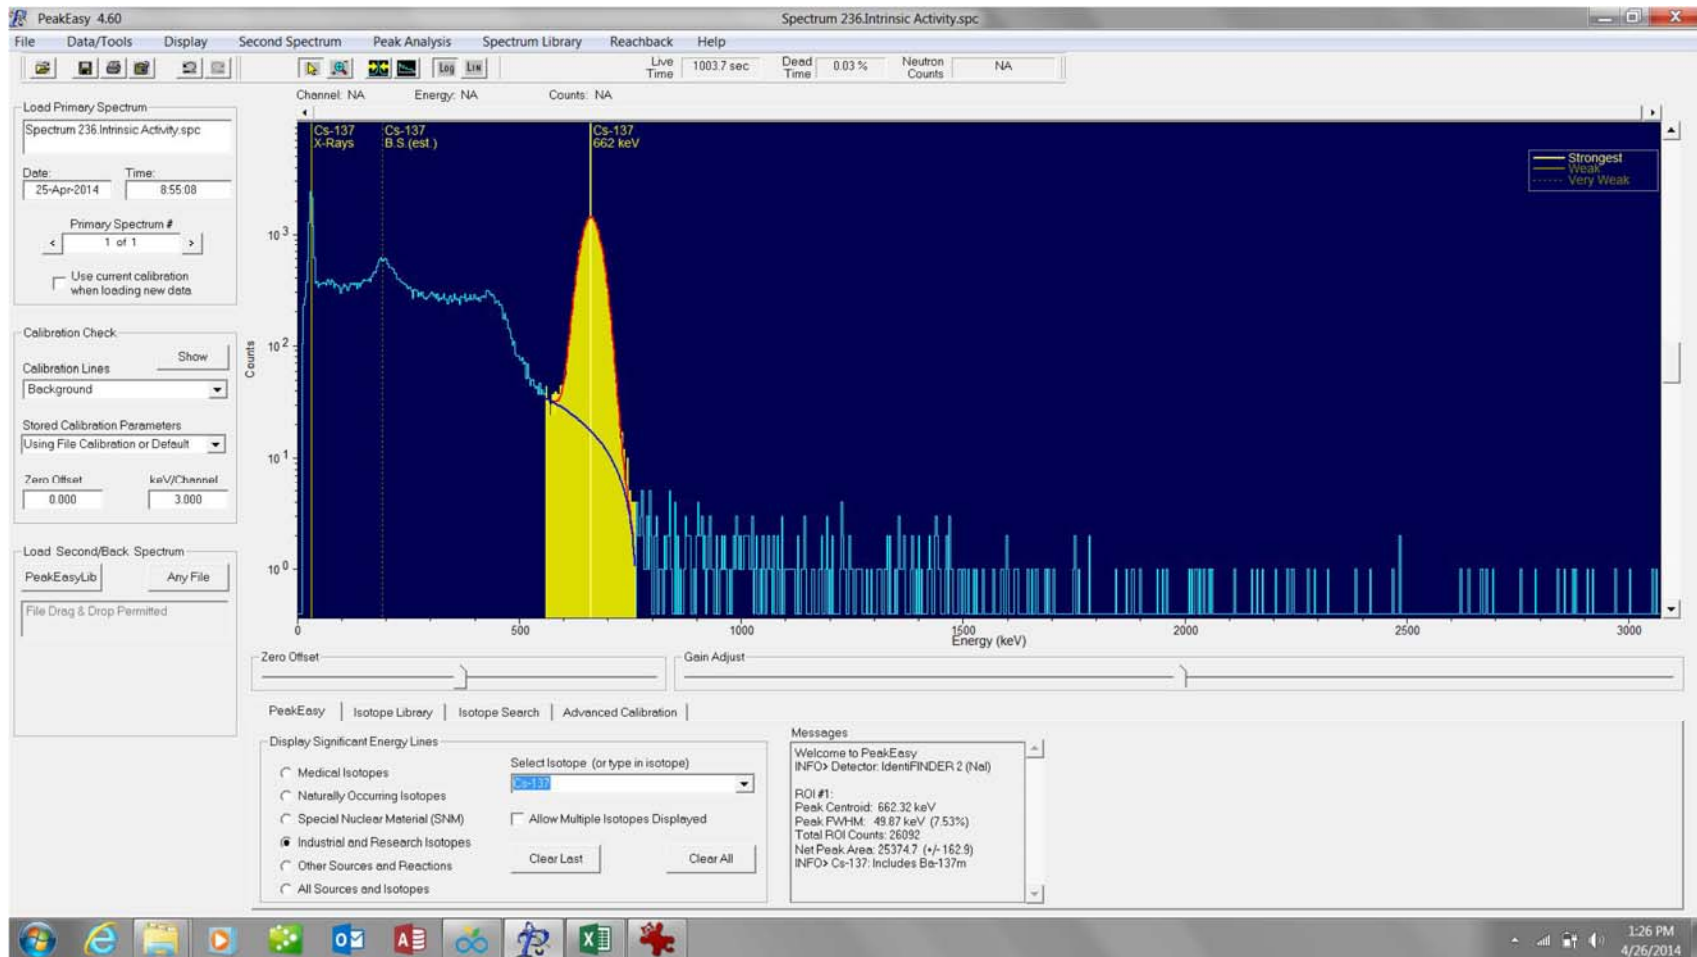 PeakEasy 4.60
Spectrum 236.Intrinsic Activity.spc
File Data/Tools Display Second Spectrum Peak Analysis Spectrum Library Reachback Help
Log LIN
Live Time 1003.7 sec Dead Time 0.03 % Neutron Counts NA
Channel: NA Energy: NA Counts: NA
Load Primary Spectrum
Spectrum 236.Intrinsic Activity.spc
Date: Time:
25-Apr-2014 8:55:08
Primary Spectrum #
< 1 of 1 >
Use current calibration
when loading new data
Calibration Check
Show
Calibration Lines
Background
Stored Calibration Parameters
Using File Calibration or Default
Zero Offset keV/Channel
0.000 3.000
Load Second/Back Spectrum
PeakEasyLib Any File
File Drag & Drop Permitted
Cs-137
X-Rays
Cs-137
B.S.(est.)
Cs-137
662 keV
Strongest
Weak
Very Weak
Counts
10 3
10 2
10 1
10 0
0 500 1000 1500 2000 2500 3000
Energy (keV)
Zero Offset
Gain Adjust
PeakEasy Isotope Library Isotope Search Advanced Calibration
Display Significant Energy Lines
Medical Isotopes
Naturally Occurring Isotopes
Special Nuclear Material (SNM)
Industrial and Research Isotopes
Other Sources and Reactions
All Sources and Isotopes
Select Isotope (or type in isotope)
Cs-137
Allow Multiple Isotopes Displayed
Clear Last Clear All
Messages
Welcome to PeakEasy
INFO> Detector: IdentiFINDER 2 (NaI)
ROI #1:
Peak Centroid: 662.32 keV
Peak FWHM: 49.87 keV (7.53%)
Total ROI Counts: 26092
Net Peak Area: 25374.7 (+/- 162.9)
INFO> Cs-137: Includes Ba-137m
1:26 PM
4/26/2014